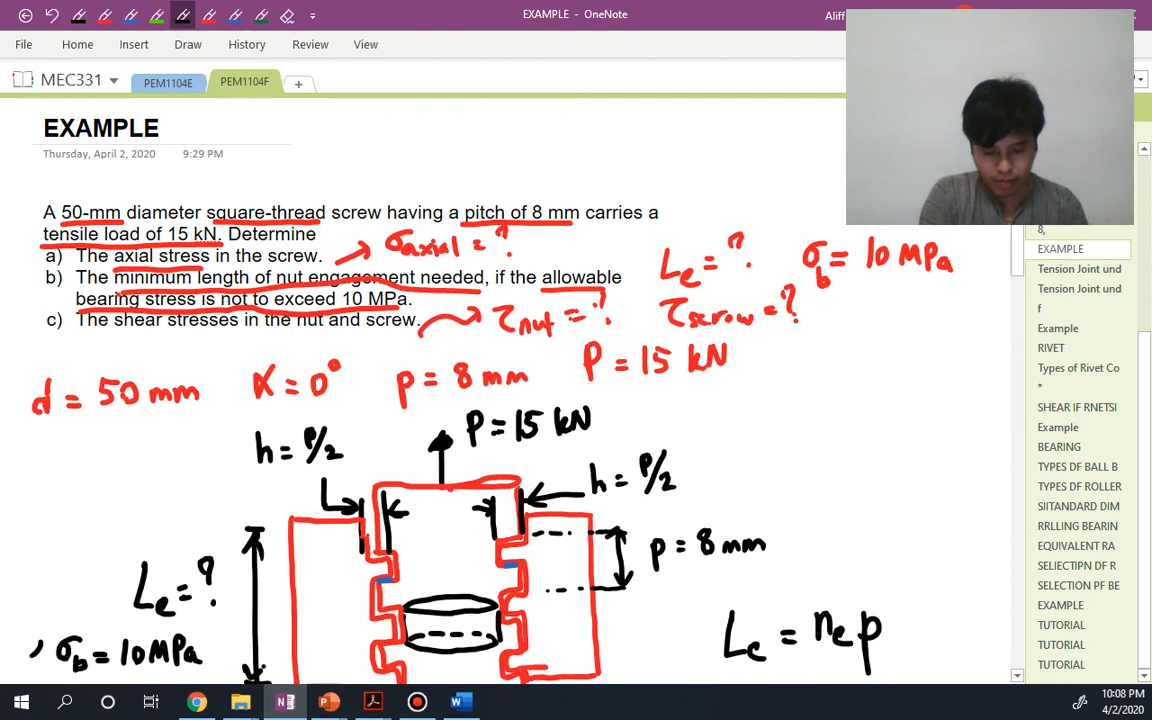 EXAMPLE - OneNote
Aliff
File Home Insert Draw History Review View
MEC331 PEM1104E PEM1104F
EXAMPLE
Thursday, April 2, 2020 9:29 PM
A 50-mm diameter square-thread screw having a pitch of 8 mm carries a
tensile load of 15 kN. Determine
a) The axial stress in the screw.
b) The minimum length of nut engagement needed, if the allowable
bearing stress is not to exceed 10 MPa.
c) The shear stresses in the nut and screw.
σaxial = ?
Le = ? σb = 10 MPa
τnut = ? τscrew = ?
d = 50 mm α = 0° p = 8 mm P = 15 kN
P = 15 kN
h = P/2
h = P/2
p = 8 mm
Le = ?
σb = 10 MPa
Le = ne p
8,
EXAMPLE
Tension Joint und
Tension Joint und
f
Example
RIVET
Types of Rivet Co
*
SHEAR IF RNETSI
Example
BEARING
TYPES DF BALL B
TYPES DF ROLLER
SIITANDARD DIM
RRLLING BEARIN
EQUIVALENT RA
SELIECTIPN DF R
SELECTION PF BE
EXAMPLE
TUTORIAL
TUTORIAL
TUTORIAL
10:08 PM
4/2/2020